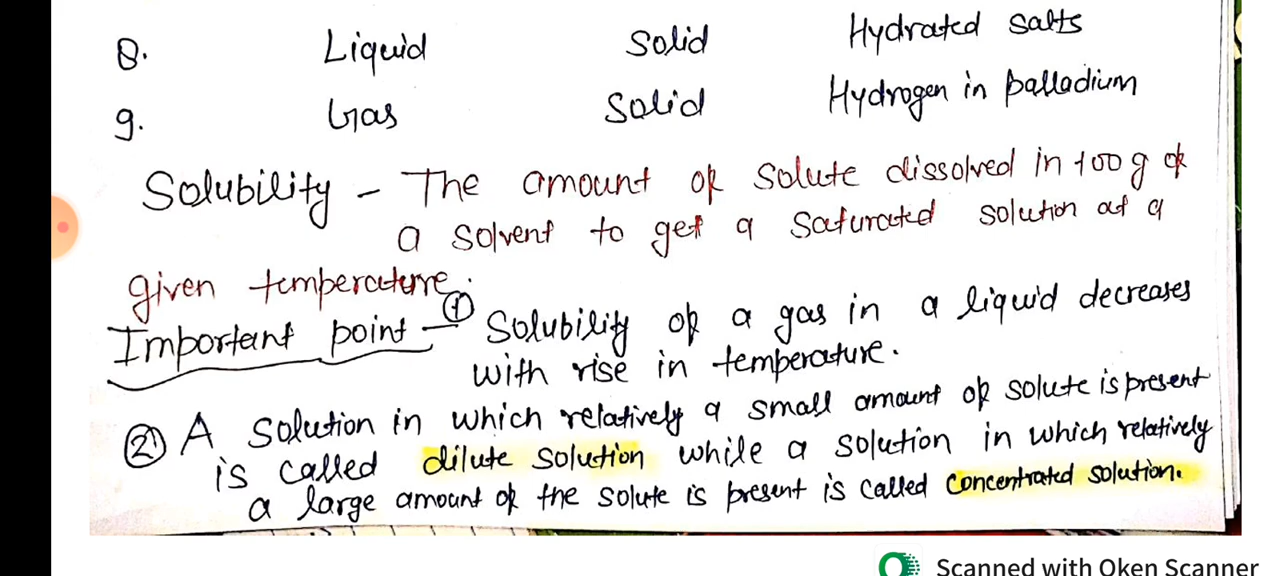 8. Liquid Solid Hydrated salts
9. Gas Solid Hydrogen in palladium
Solubility - The amount of solute dissolved in 100 g of
a solvent to get a saturated solution at a
given temperature.
Important point - ① Solubility of a gas in a liquid decreases
with rise in temperature.
② A solution in which relatively a small amount of solute is present
is called dilute solution while a solution in which relatively
a large amount of the solute is present is called concentrated solution.
Scanned with Oken Scanner